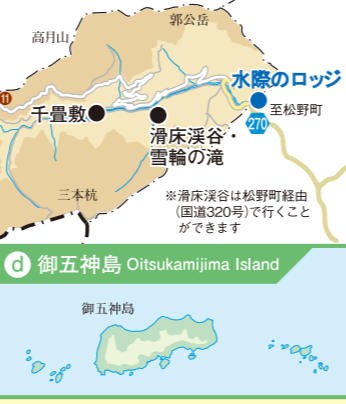 郭公岳
高月山
水際のロッジ
11
千畳敷
至松野町
270
滑床渓谷・
雪輪の滝
三本杭
※滑床渓谷は松野町経由
(国道320号)で行くこと
ができます
d 御五神島 Oitsukamijima Island
御五神島